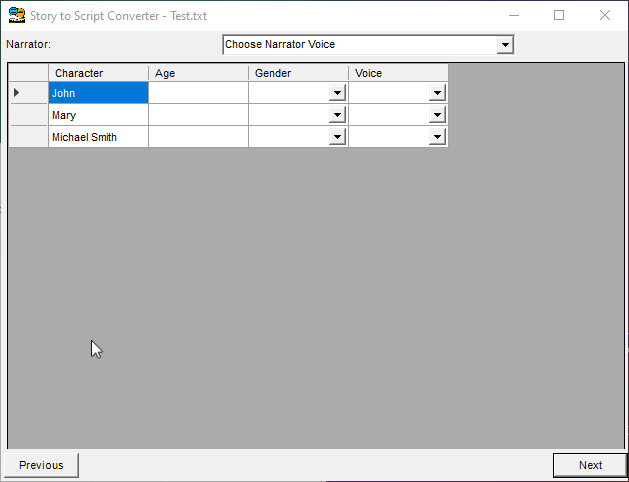 Story to Script Converter - Test.txt
Narrator: Choose Narrator Voice
Character Age Gender Voice
John
Mary
Michael Smith
Previous Next